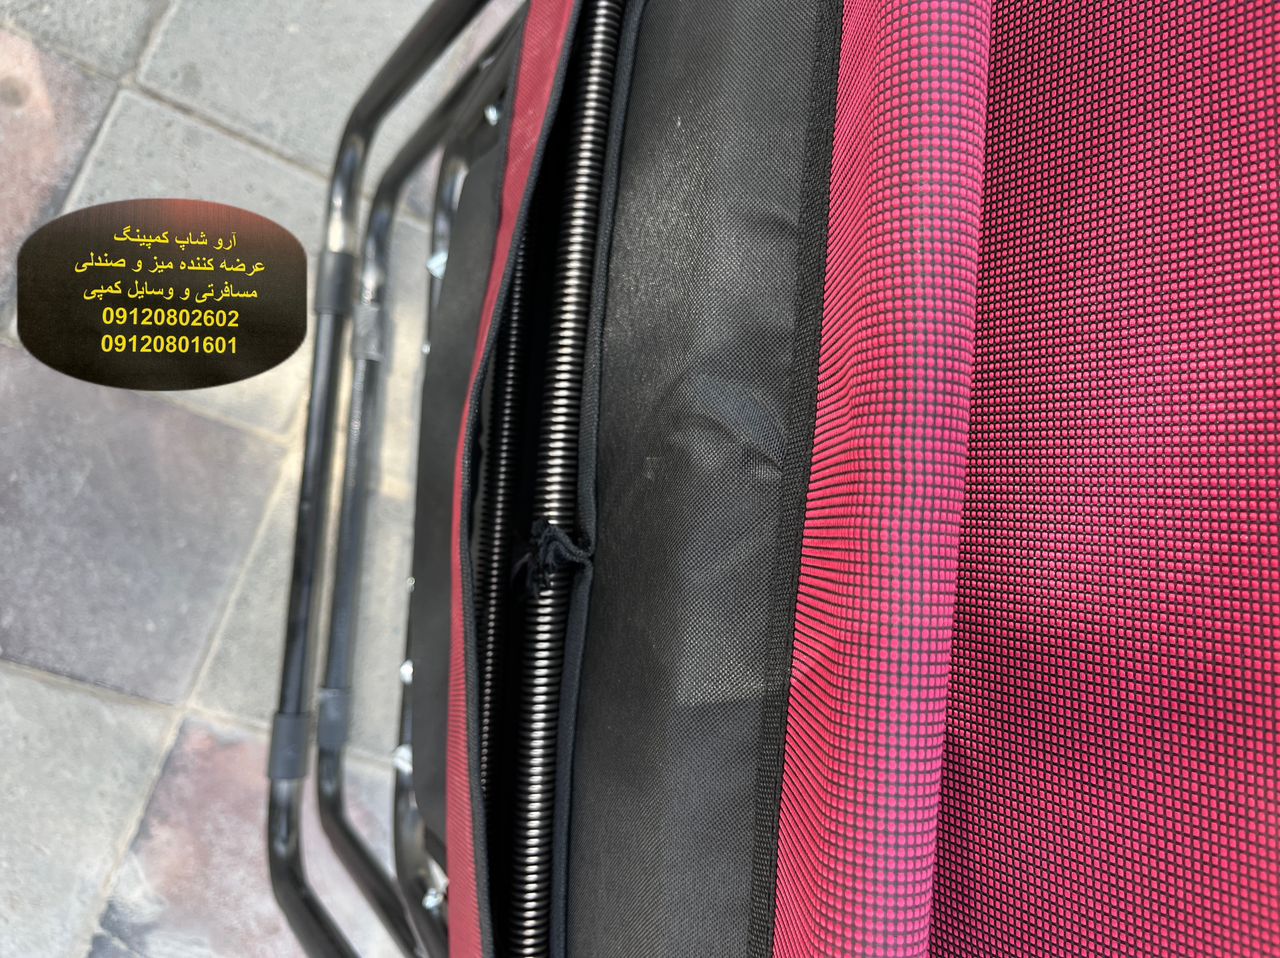 آرو شاپ کمپینگ
عرضه کننده میز و صندلی
مسافرتی و وسایل کمپی
09120802602
09120801601